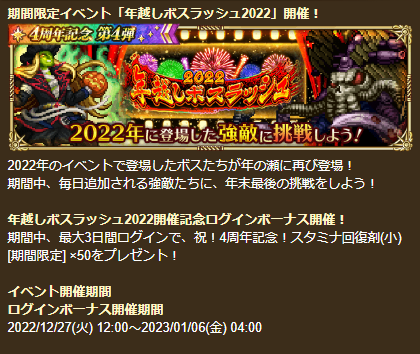 期間限定イベント「年越しボスラッシュ2022」開催！
4周年記念 第4弾
2022
年越しボスラッシュ
2022年に登場した強敵に挑戦しよう！
2022年のイベントで登場したボスたちが年の瀬に再び登場！
期間中、毎日追加される強敵たちに、年末最後の挑戦をしよう！
年越しボスラッシュ2022開催記念ログインボーナス開催！
期間中、最大3日間ログインで、祝！4周年記念！スタミナ回復剤(小)
[期間限定] ×50をプレゼント！
イベント開催期間
ログインボーナス開催期間
2022/12/27(火) 12:00～2023/01/06(金) 04:00